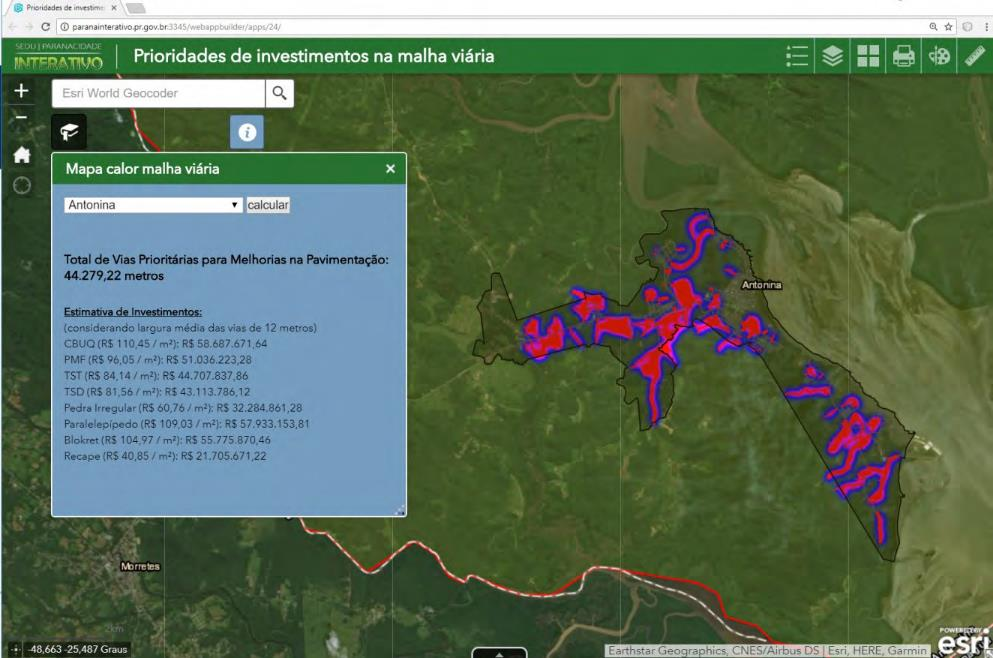 Prioridades de investime
paranainterativo.pr.gov.br:3345/webappbuilder/apps/24/
SEDU | PARANACIDADE
INTERATIVO
Prioridades de investimentos na malha viária
Esri World Geocoder
Mapa calor malha viária
Antonina
calcular
Total de Vias Prioritárias para Melhorias na Pavimentação:
44.279,22 metros
Estimativa de Investimentos:
(considerando largura média das vias de 12 metros)
CBUQ (R$ 110,45 / m²): R$ 58.687.671,64
PMF (R$ 96,05 / m²): R$ 51.036.223,28
TST (R$ 84,14 / m²): R$ 44.707.837,86
TSD (R$ 81,56 / m²): R$ 43.113.786,12
Pedra Irregular (R$ 60,76 / m²): R$ 32.284.861,28
Paralelepípedo (R$ 109,03 / m²): R$ 57.933.153,81
Blokret (R$ 104,97 / m²): R$ 55.775.870,46
Recape (R$ 40,85 / m²): R$ 21.705.671,22
Antonina
Morretes
2km
-48,663 -25,487 Graus
Earthstar Geographics, CNES/Airbus DS | Esri, HERE, Garmin
POWERED BY
esri